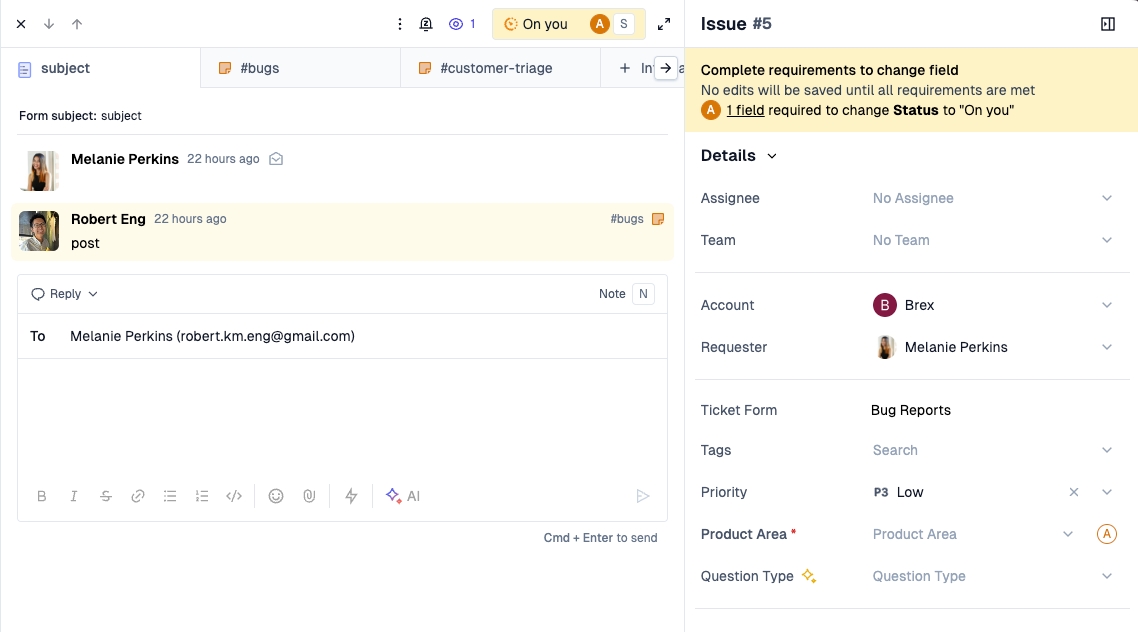 1
On you
A
S
subject
#bugs
#customer-triage
Form subject: subject
Melanie Perkins 22 hours ago
Robert Eng 22 hours ago
#bugs
post
Reply
Note N
To Melanie Perkins (robert.km.eng@gmail.com)
B I S AI
Cmd + Enter to send
Issue #5
Complete requirements to change field
No edits will be saved until all requirements are met
A 1 field required to change Status to "On you"
Details
Assignee No Assignee
Team No Team
Account B Brex
Requester Melanie Perkins
Ticket Form Bug Reports
Tags Search
Priority P3 Low
Product Area * Product Area A
Question Type Question Type